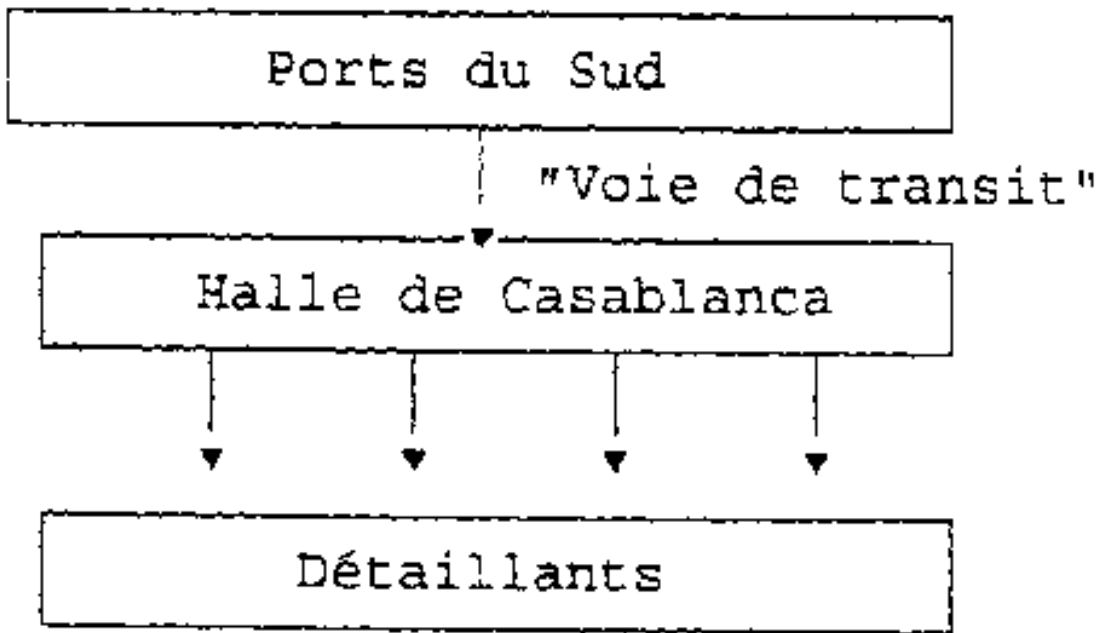 Ports du Sud
"Voie de transit"
Halle de Casablanca
Détaillants